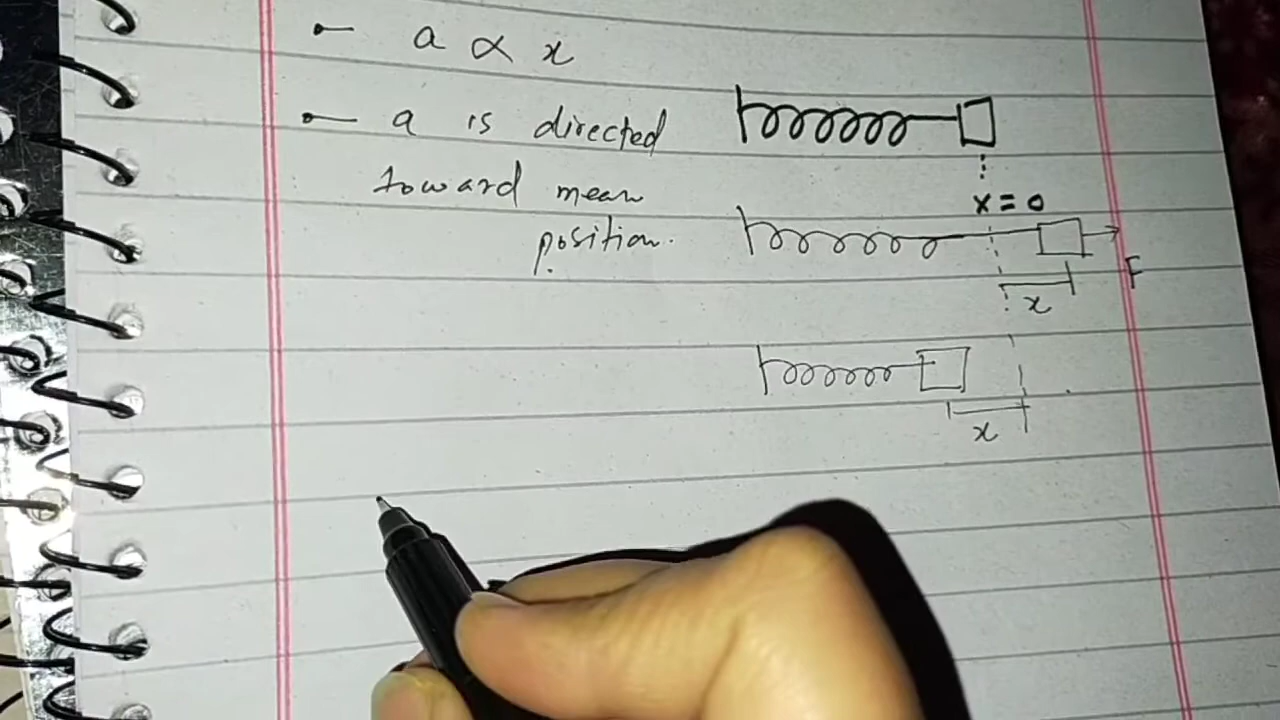 a ∝ x
a is directed
toward mean
position.
x = 0
F
x
x